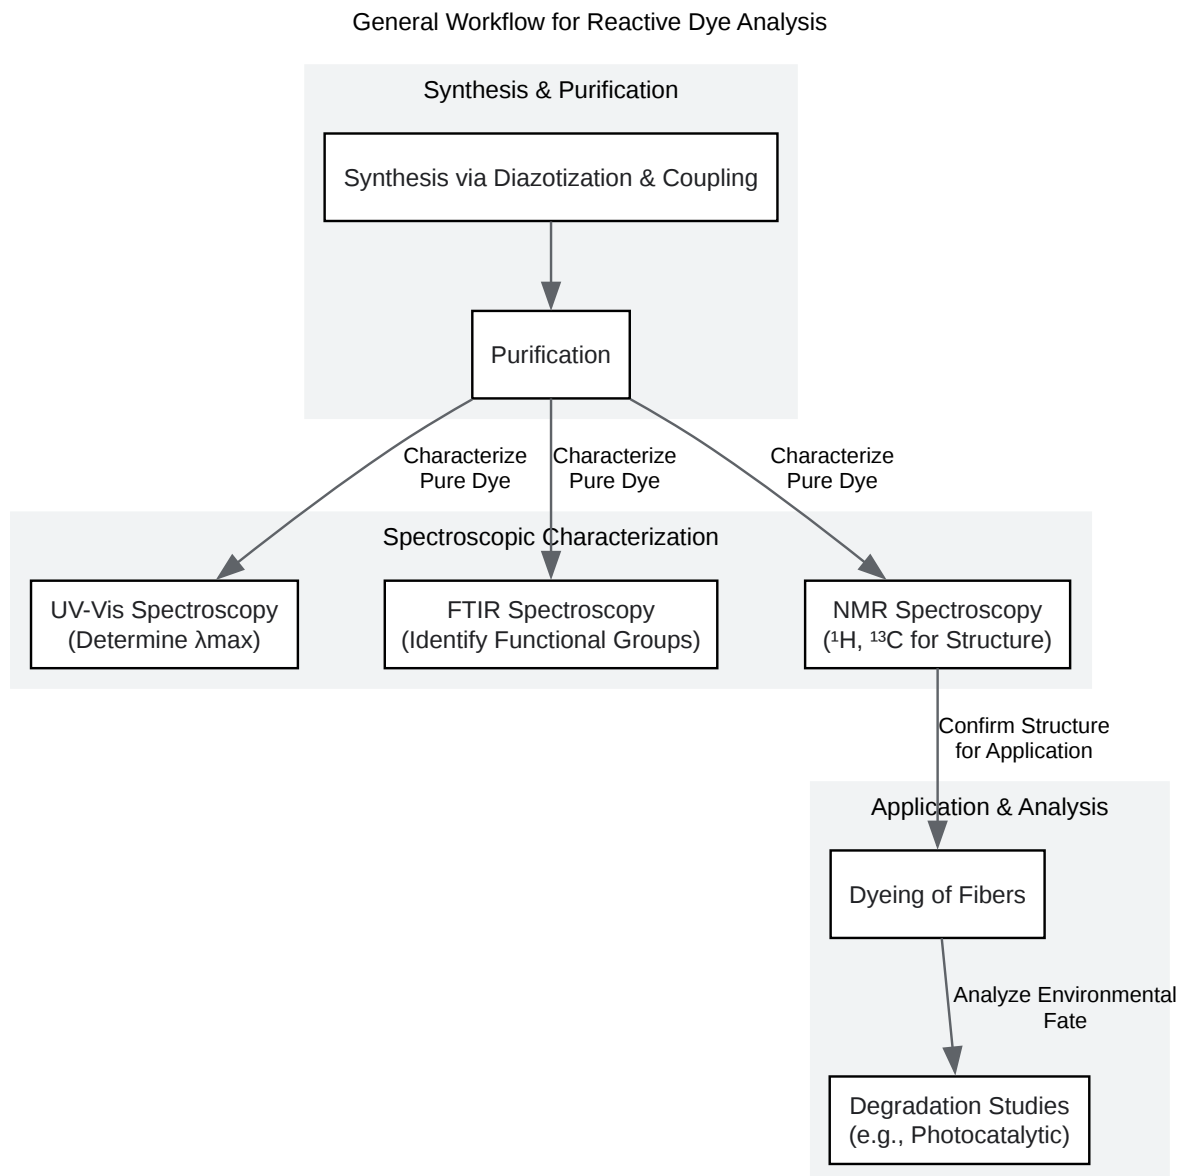 General Workflow for Reactive Dye Analysis
Synthesis & Purification
Synthesis via Diazotization & Coupling
Purification
Characterize
Pure Dye
Characterize
Pure Dye
Characterize
Pure Dye
Spectroscopic Characterization
UV-Vis Spectroscopy
(Determine λmax)
FTIR Spectroscopy
(Identify Functional Groups)
NMR Spectroscopy
(¹H, ¹³C for Structure)
Confirm Structure
for Application
Application & Analysis
Dyeing of Fibers
Analyze Environmental
Fate
Degradation Studies
(e.g., Photocatalytic)